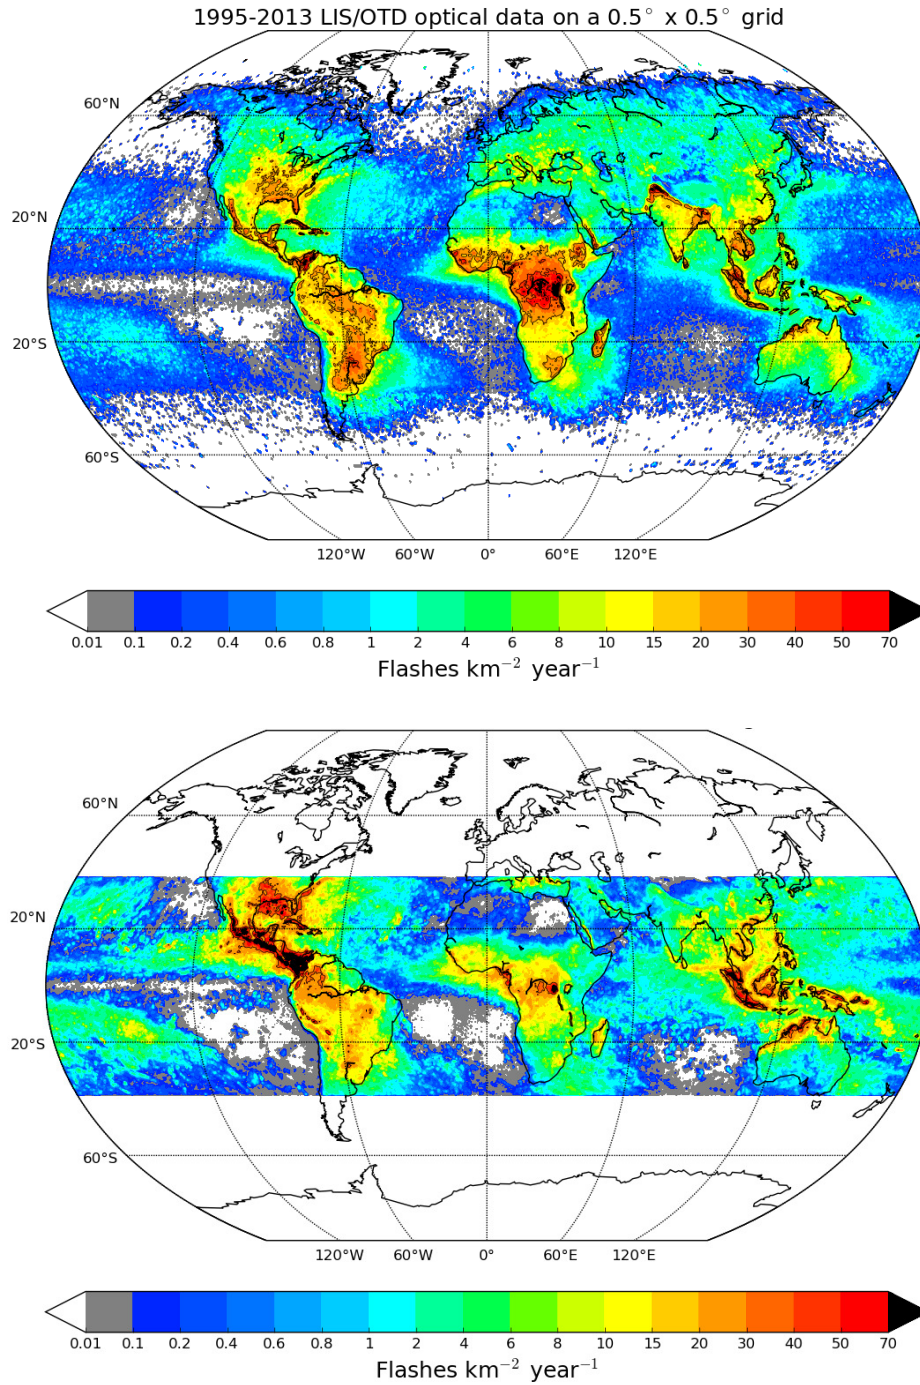 1995-2013 LIS/OTD optical data on a 0.5° x 0.5° grid
60°N
20°N
20°S
60°S
120°W 60°W 0° 60°E 120°E
0.01 0.1 0.2 0.4 0.6 0.8 1 2 4 6 8 10 15 20 30 40 50 70
Flashes km⁻² year⁻¹
60°N
20°N
20°S
60°S
120°W 60°W 0° 60°E 120°E
0.01 0.1 0.2 0.4 0.6 0.8 1 2 4 6 8 10 15 20 30 40 50 70
Flashes km⁻² year⁻¹